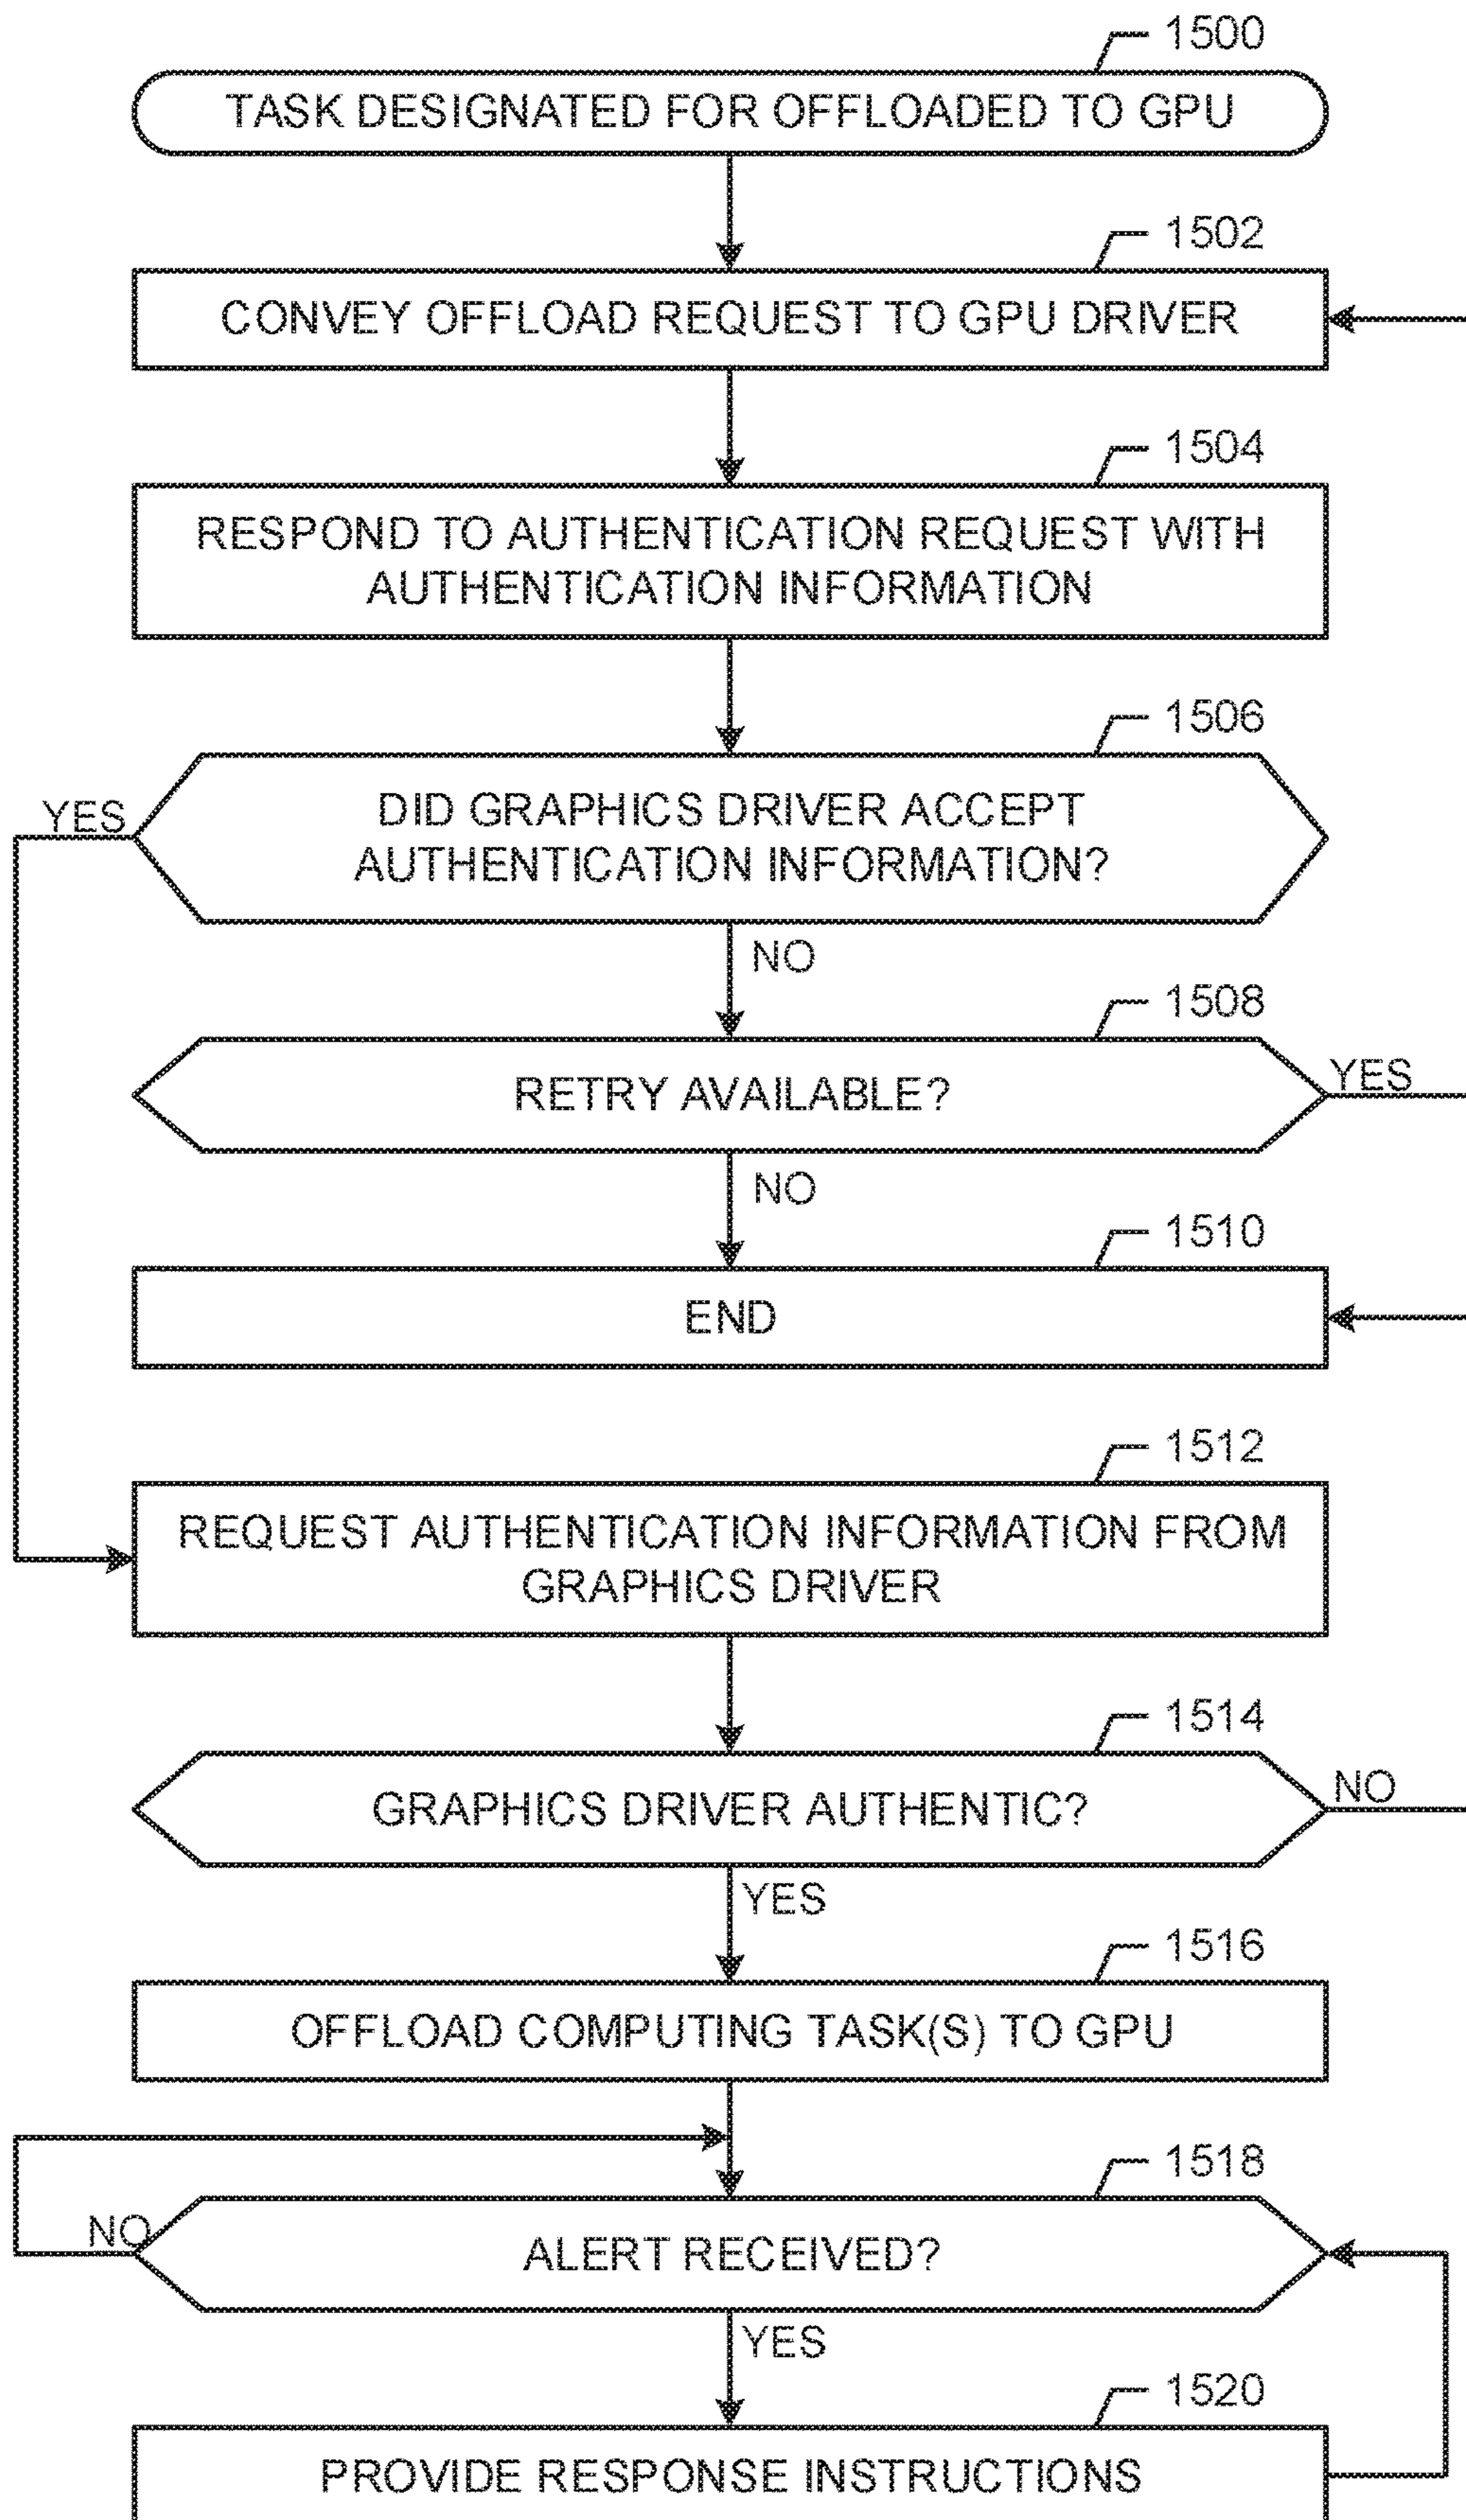 1500
TASK DESIGNATED FOR OFFLOADED TO GPU
1502
CONVEY OFFLOAD REQUEST TO GPU DRIVER
1504
RESPOND TO AUTHENTICATION REQUEST WITH
AUTHENTICATION INFORMATION
1506
YES
DID GRAPHICS DRIVER ACCEPT
AUTHENTICATION INFORMATION?
NO
1508
RETRY AVAILABLE?
YES
NO
1510
END
1512
REQUEST AUTHENTICATION INFORMATION FROM
GRAPHICS DRIVER
1514
GRAPHICS DRIVER AUTHENTIC?
NO
YES
1516
OFFLOAD COMPUTING TASK(S) TO GPU
1518
NO
ALERT RECEIVED?
YES
1520
PROVIDE RESPONSE INSTRUCTIONS